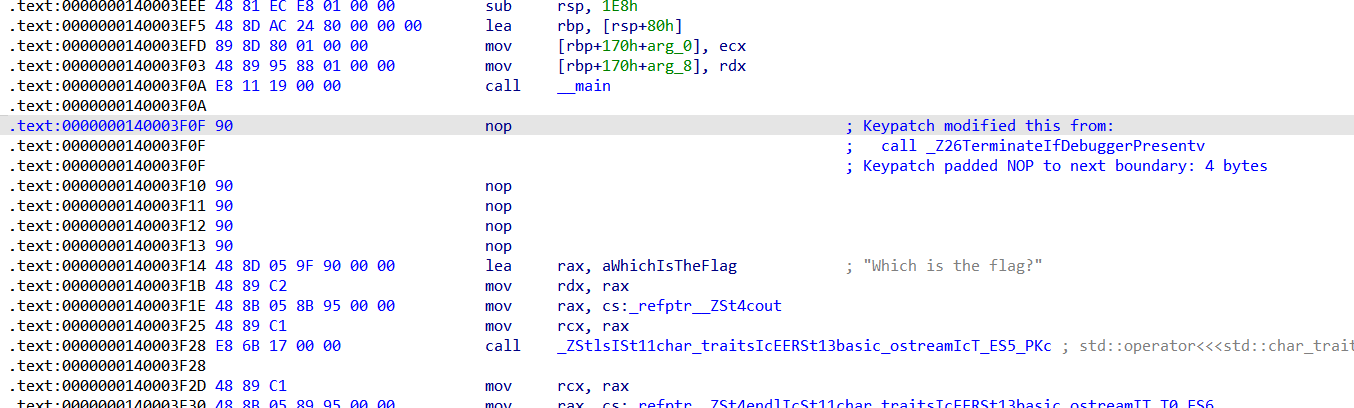 .text:0000000140003EEE 48 81 EC E8 01 00 00 sub rsp, 1E8h
.text:0000000140003EF5 48 8D AC 24 80 00 00 00 lea rbp, [rsp+80h]
.text:0000000140003EFD 89 8D 80 01 00 00 mov [rbp+170h+arg_0], ecx
.text:0000000140003F03 48 89 95 88 01 00 00 mov [rbp+170h+arg_8], rdx
.text:0000000140003F0A E8 11 19 00 00 call __main
.text:0000000140003F0A
.text:0000000140003F0F 90 nop ; Keypatch modified this from:
.text:0000000140003F0F ; call _Z26TerminateIfDebuggerPresentv
.text:0000000140003F0F ; Keypatch padded NOP to next boundary: 4 bytes
.text:0000000140003F10 90 nop
.text:0000000140003F11 90 nop
.text:0000000140003F12 90 nop
.text:0000000140003F13 90 nop
.text:0000000140003F14 48 8D 05 9F 90 00 00 lea rax, aWhichIsTheFlag ; "Which is the flag?"
.text:0000000140003F1B 48 89 C2 mov rdx, rax
.text:0000000140003F1E 48 8B 05 8B 95 00 00 mov rax, cs:_refptr__ZSt4cout
.text:0000000140003F25 48 89 C1 mov rcx, rax
.text:0000000140003F28 E8 6B 17 00 00 call _ZStlsISt11char_traitsIcEERSt13basic_ostreamIcT_ES5_PKc ; std::operator<<<std::char_trait
.text:0000000140003F28
.text:0000000140003F2D 48 89 C1 mov rcx, rax
.text:0000000140003F30 48 8B 05 89 95 00 00 mov rax, cs:_refptr__ZSt4endlIcSt11char_traitsIcEERSt13basic_ostreamIT_T0_ES6_